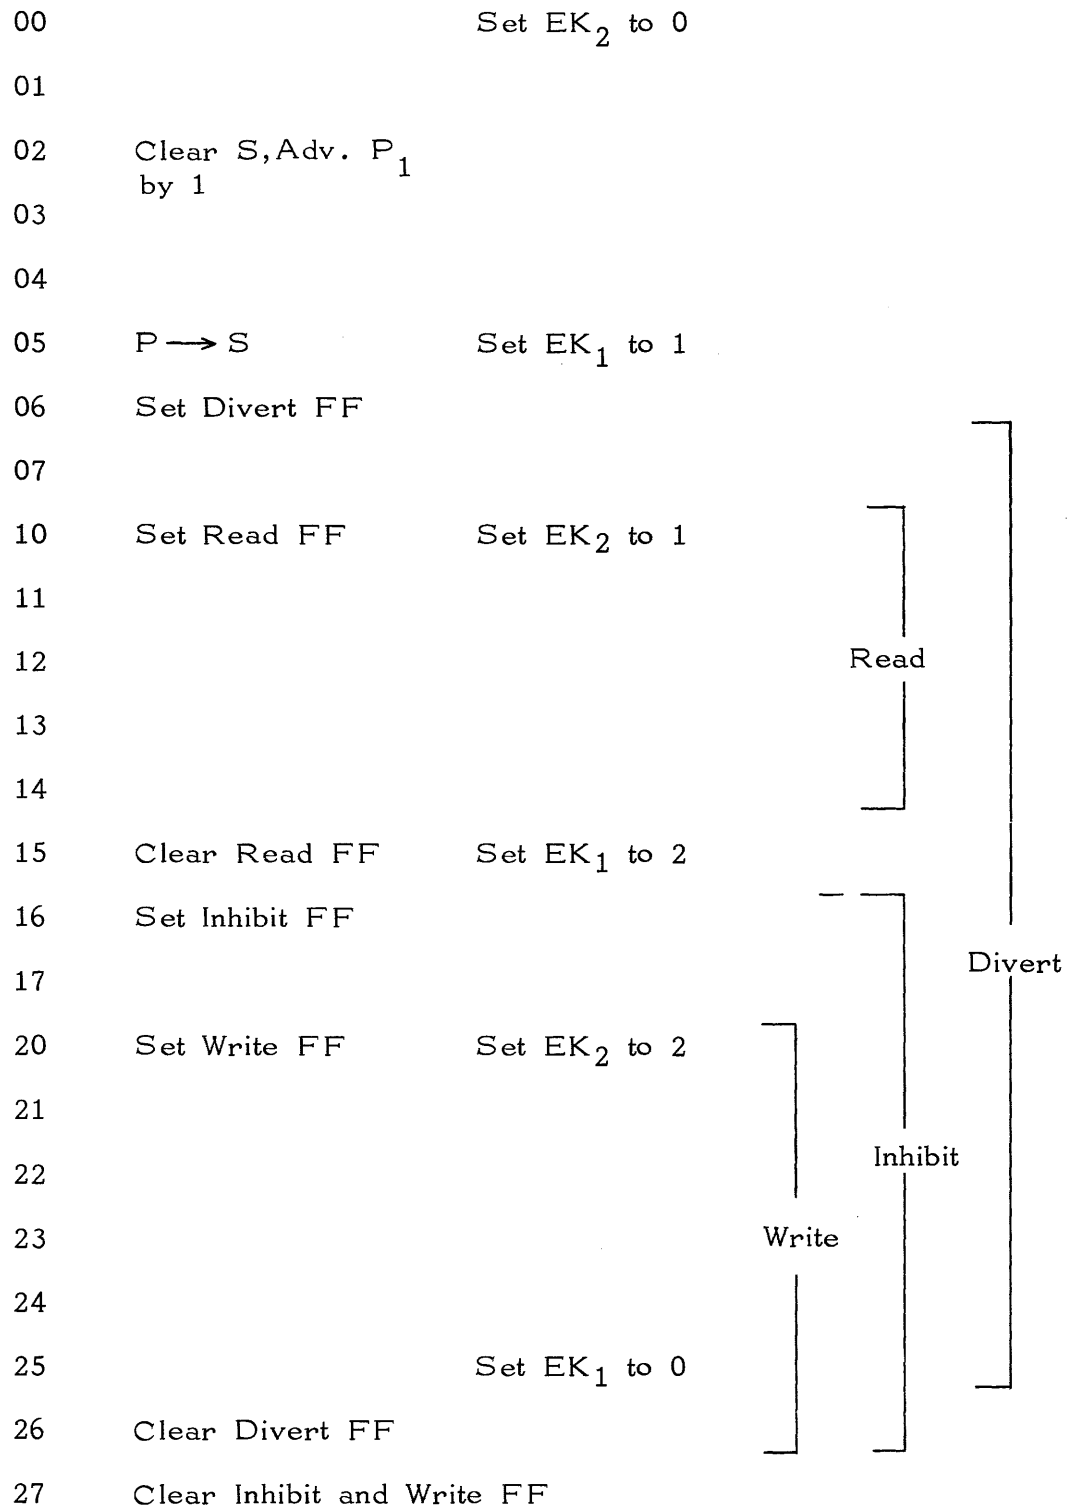 00 Set EK₂ to 0
01
02 Clear S, Adv. P₁
by 1
03
04
05 P → S Set EK₁ to 1
06 Set Divert FF
07
10 Set Read FF Set EK₂ to 1
11
12 Read
13
14
15 Clear Read FF Set EK₁ to 2
16 Set Inhibit FF
17 Divert
20 Set Write FF Set EK₂ to 2
21
22 Inhibit
23 Write
24
25 Set EK₁ to 0
26 Clear Divert FF
27 Clear Inhibit and Write FF